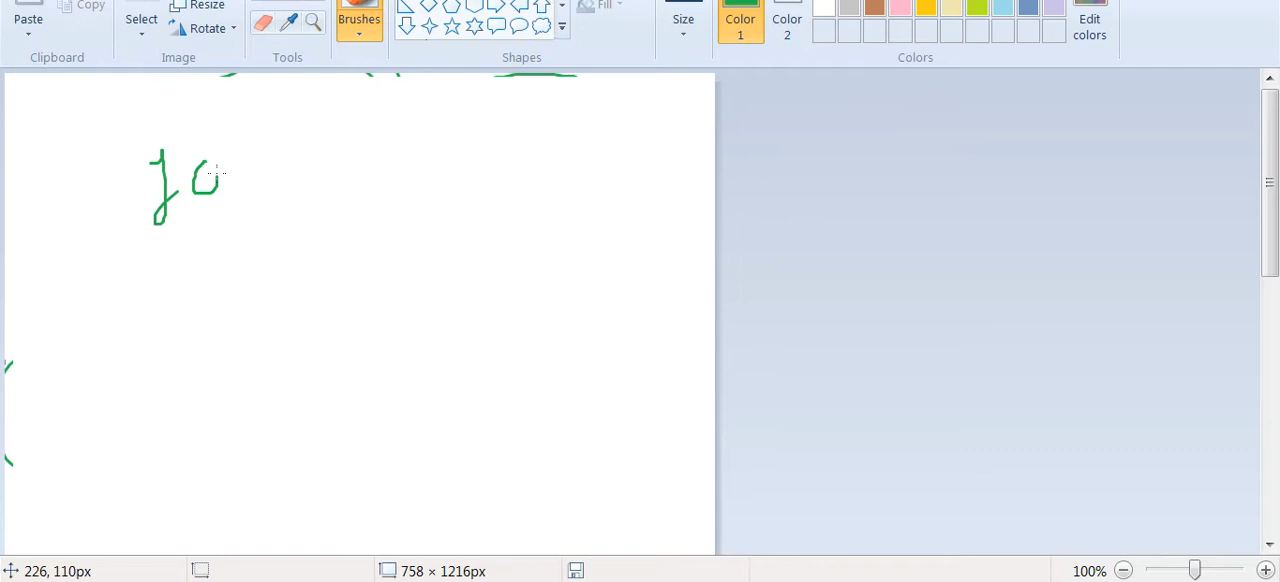 Paste
Copy
Select
Resize
Rotate
Brushes
Fill
Size
Color 1
Color 2
Edit colors
Clipboard
Image
Tools
Shapes
Colors
226, 110px
758 × 1216px
100%